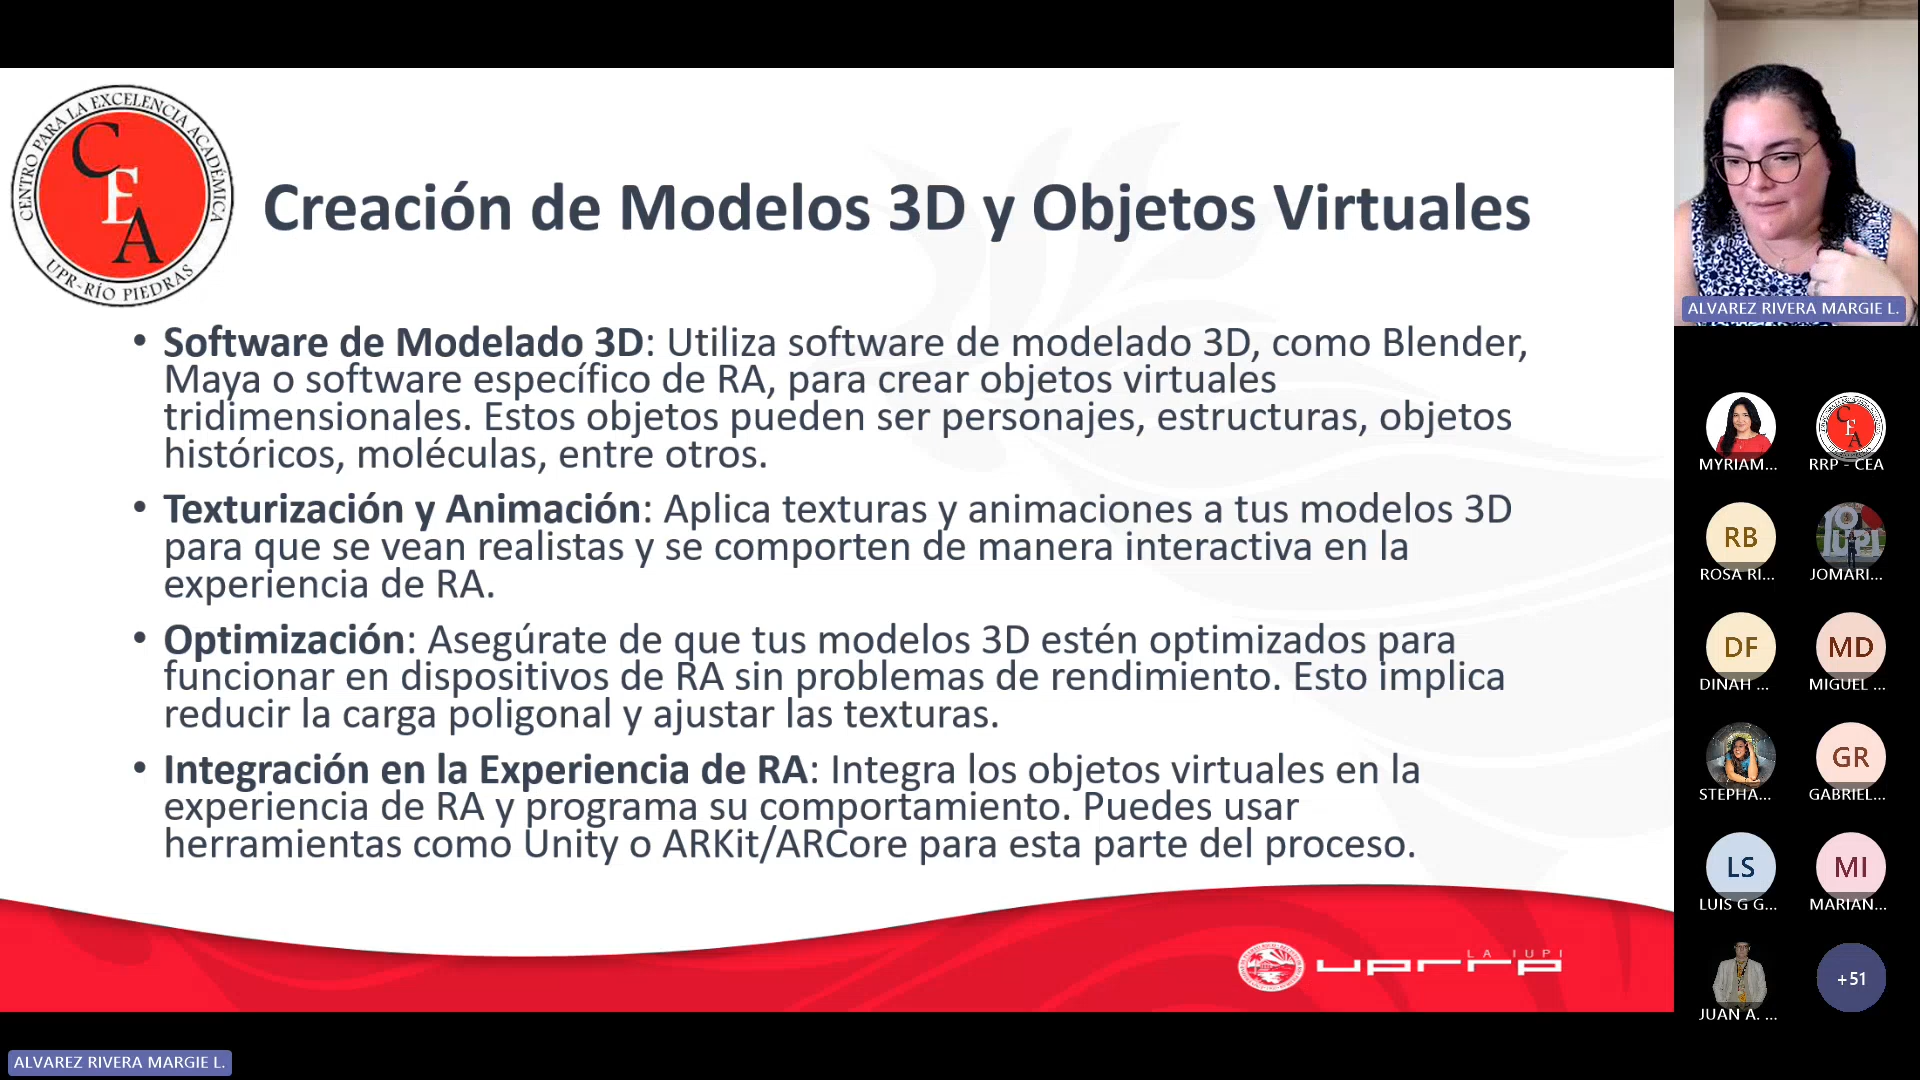 CENTRO PARA LA EXCELENCIA ACADÉMICA
CEA
UPR-RÍO PIEDRAS
Creación de Modelos 3D y Objetos Virtuales
• Software de Modelado 3D: Utiliza software de modelado 3D, como Blender,
Maya o software específico de RA, para crear objetos virtuales
tridimensionales. Estos objetos pueden ser personajes, estructuras, objetos
históricos, moléculas, entre otros.
• Texturización y Animación: Aplica texturas y animaciones a tus modelos 3D
para que se vean realistas y se comporten de manera interactiva en la
experiencia de RA.
• Optimización: Asegúrate de que tus modelos 3D estén optimizados para
funcionar en dispositivos de RA sin problemas de rendimiento. Esto implica
reducir la carga poligonal y ajustar las texturas.
• Integración en la Experiencia de RA: Integra los objetos virtuales en la
experiencia de RA y programa su comportamiento. Puedes usar
herramientas como Unity o ARKit/ARCore para esta parte del proceso.
LA IUPI
uprrp
ALVAREZ RIVERA MARGIE L.
ALVAREZ RIVERA MARGIE L.
MYRIAM...
CEA
RRP - CEA
RB
ROSA RI...
IUPI
JOMARI...
DF
DINAH ...
MD
MIGUEL ...
STEPHA...
GR
GABRIEL...
LS
LUIS G G...
MI
MARIAN...
JUAN A. ...
+51